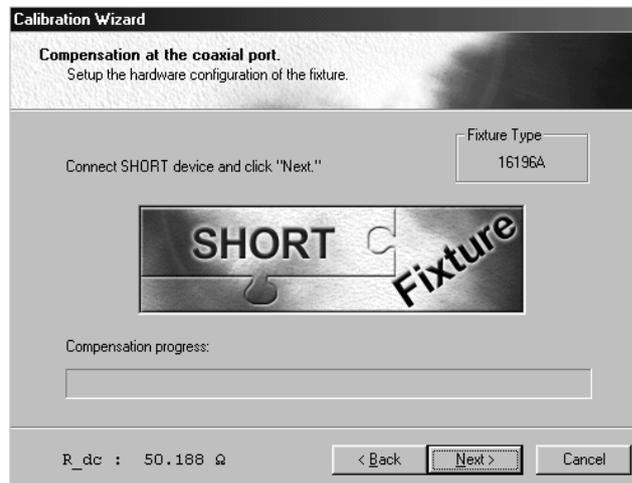 Calibration Wizard
Compensation at the coaxial port.
Setup the hardware configuration of the fixture.
Fixture Type
16196A
Connect SHORT device and click "Next."
SHORT
Fixture
Compensation progress:
R_dc : 50.188 Ω
< Back
Next >
Cancel